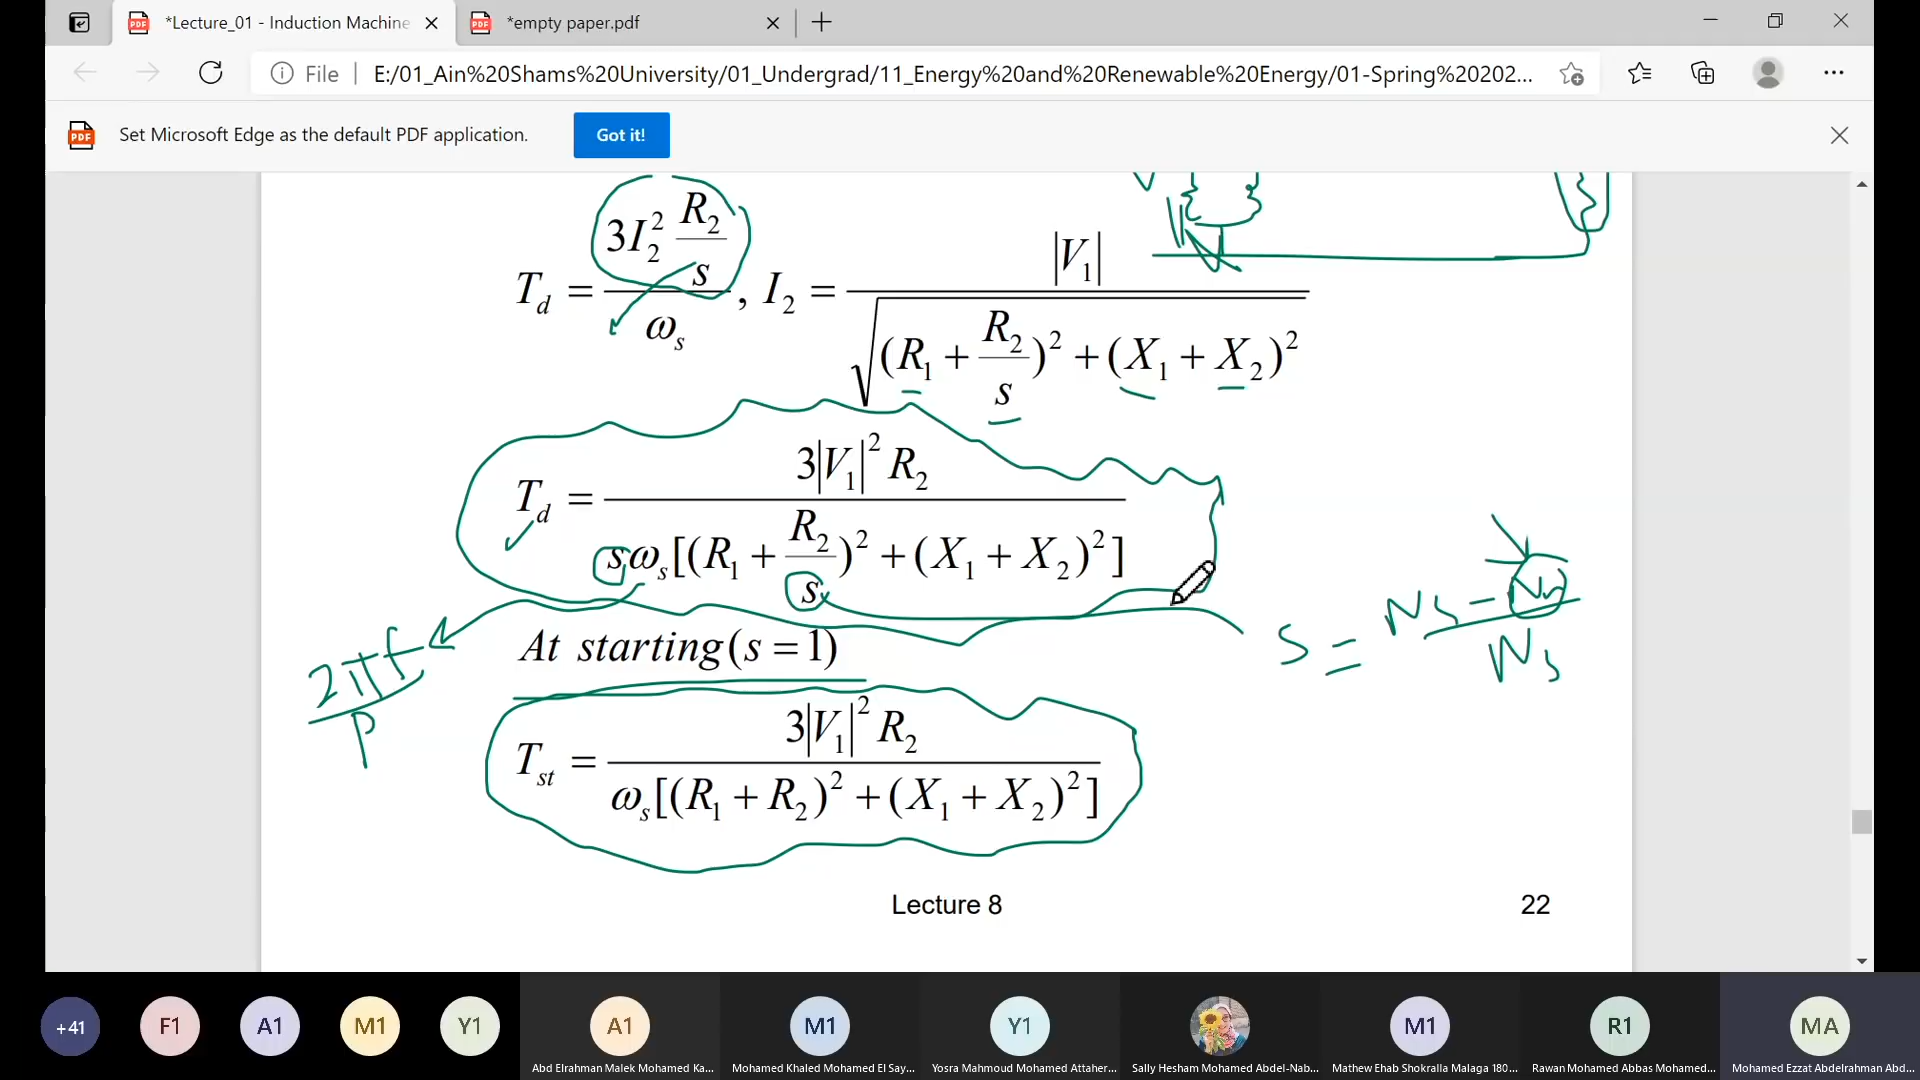 *Lecture_01 - Induction Machine
*empty paper.pdf
File | E:/01_Ain%20Shams%20University/01_Undergrad/11_Energy%20and%20Renewable%20Energy/01-Spring%20202...
PDF Set Microsoft Edge as the default PDF application. Got it!
T_d = (3I_2^2 R_2/s)/ω_s , I_2 = |V_1|/√((R_1 + R_2/s)^2 + (X_1 + X_2)^2)
T_d = 3|V_1|^2 R_2/(sω_s[(R_1 + R_2/s)^2 + (X_1 + X_2)^2])
S = (Ns - Nr)/Ns
2πf/P
At starting(s = 1)
T_st = 3|V_1|^2 R_2/(ω_s[(R_1 + R_2)^2 + (X_1 + X_2)^2])
Lecture 8
22
+41 F1 A1 M1 Y1 A1 M1 Y1 M1 R1 MA
Abd Elrahman Malek Mohamed Ka...
Mohamed Khaled Mohamed El Say...
Yosra Mahmoud Mohamed Attaher...
Sally Hesham Mohamed Abdel-Nab...
Mathew Ehab Shokralla Malaga 180...
Rawan Mohamed Abbas Mohamed...
Mohamed Ezzat Abdelrahman Abd...